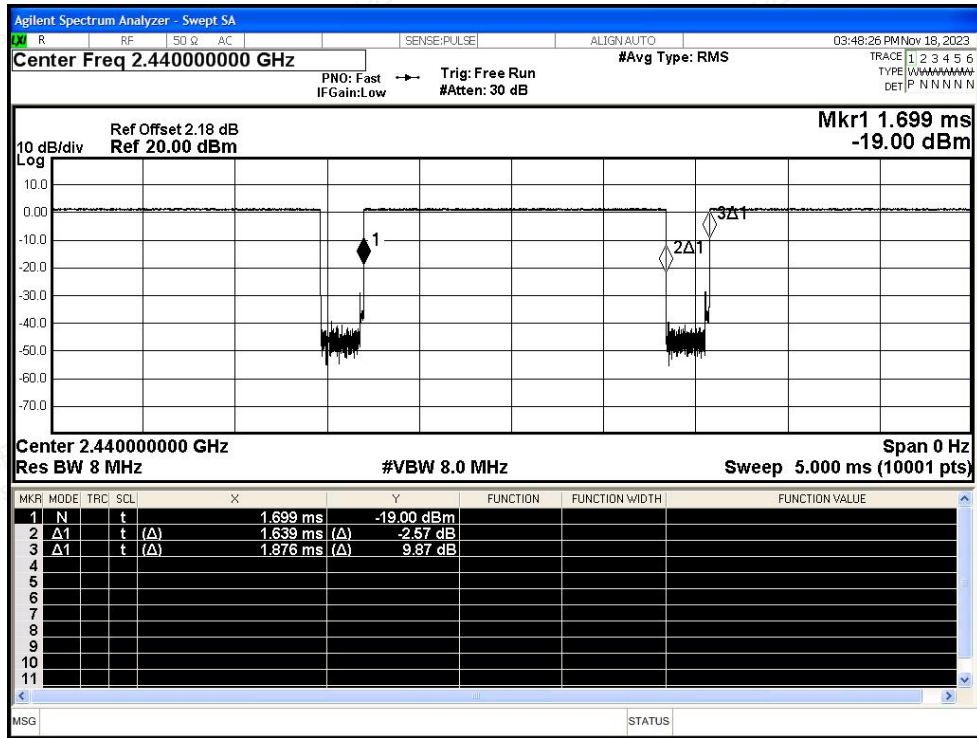 Agilent Spectrum Analyzer - Swept SA
LXI R RF 50 Ω AC SENSE:PULSE ALIGN AUTO 03:48:26 PM Nov 18, 2023
Center Freq 2.440000000 GHz #Avg Type: RMS TRACE 1 2 3 4 5 6
PNO: Fast Trig: Free Run TYPE WWWWWW
IFGain:Low #Atten: 30 dB DET P N N N N N
Mkr1 1.699 ms
Ref Offset 2.18 dB
10 dB/div Ref 20.00 dBm -19.00 dBm
Log
10.0
0.00
3Δ1
-10.0
1
2Δ1
-20.0
-30.0
-40.0
-50.0
-60.0
-70.0
Center 2.440000000 GHz Span 0 Hz
Res BW 8 MHz #VBW 8.0 MHz Sweep 5.000 ms (10001 pts)
MKR MODE TRC SCL X Y FUNCTION FUNCTION WIDTH FUNCTION VALUE
1 N t 1.699 ms -19.00 dBm
2 Δ1 t (Δ) 1.639 ms (Δ) -2.57 dB
3 Δ1 t (Δ) 1.876 ms (Δ) 9.87 dB
4
5
6
7
8
9
10
11
MSG STATUS